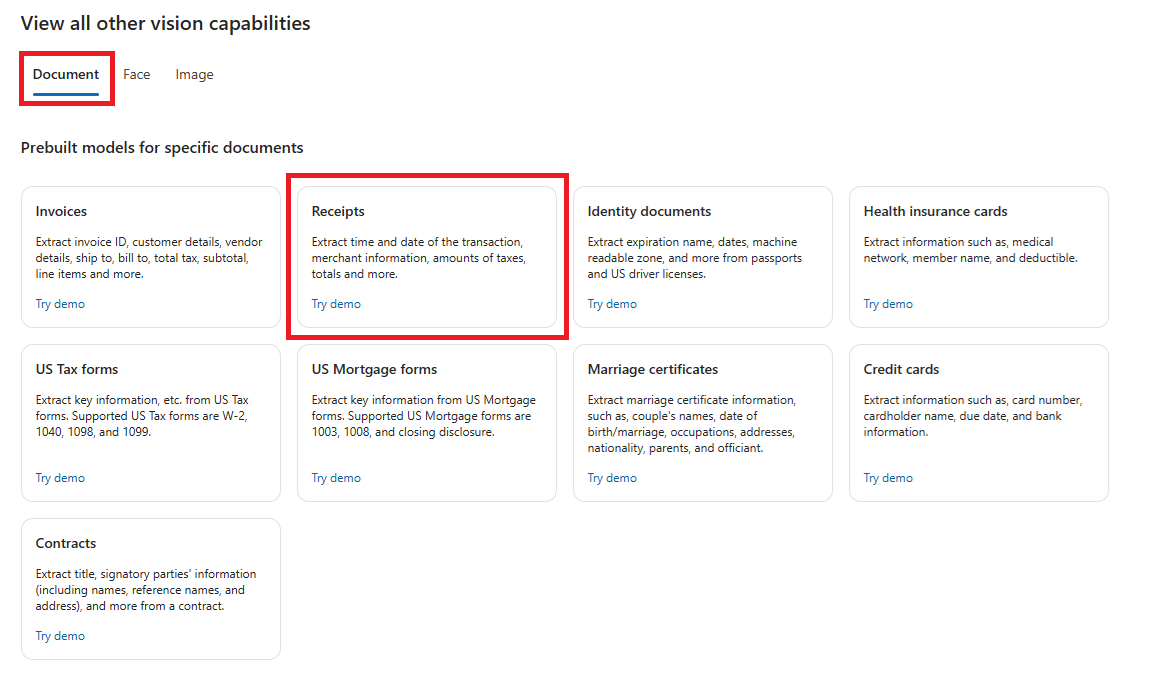 View all other vision capabilities
Document Face Image
Prebuilt models for specific documents
Invoices
Extract invoice ID, customer details, vendor
details, ship to, bill to, total tax, subtotal,
line items and more.
Try demo
Receipts
Extract time and date of the transaction,
merchant information, amounts of taxes,
totals and more.
Try demo
Identity documents
Extract expiration name, dates, machine
readable zone, and more from passports
and US driver licenses.
Try demo
Health insurance cards
Extract information such as, medical
network, member name, and deductible.
Try demo
US Tax forms
Extract key information, etc. from US Tax
forms. Supported US Tax forms are W-2,
1040, 1098, and 1099.
Try demo
US Mortgage forms
Extract key information from US Mortgage
forms. Supported US Mortgage forms are
1003, 1008, and closing disclosure.
Try demo
Marriage certificates
Extract marriage certificate information,
such as, couple's names, date of
birth/marriage, occupations, addresses,
nationality, parents, and officiant.
Try demo
Credit cards
Extract information such as, card number,
cardholder name, due date, and bank
information.
Try demo
Contracts
Extract title, signatory parties' information
(including names, reference names, and
address), and more from a contract.
Try demo